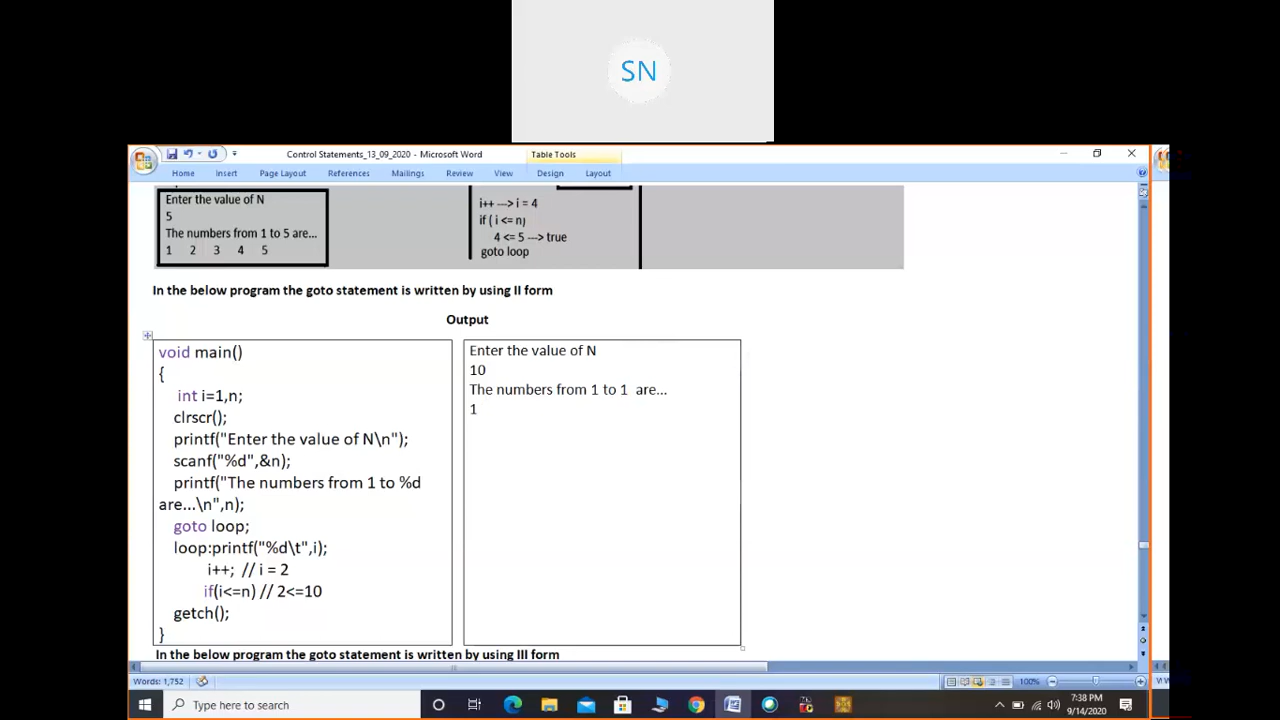 SN
Control Statements_13_09_2020 - Microsoft Word
Table Tools
Home Insert Page Layout References Mailings Review View Design Layout
Enter the value of N
5
The numbers from 1 to 5 are...
1 2 3 4 5
i++ ---> i = 4
if ( i <= n)
4 <= 5 ---> true
goto loop
In the below program the goto statement is written by using II form
Output
void main()
{
int i=1,n;
clrscr();
printf("Enter the value of N\n");
scanf("%d",&n);
printf("The numbers from 1 to %d
are...\n",n);
goto loop;
loop:printf("%d\t",i);
i++; // i = 2
if(i<=n) // 2<=10
getch();
}
Enter the value of N
10
The numbers from 1 to 1 are...
1
In the below program the goto statement is written by using III form
Words: 1,752
100%
Type here to search
7:38 PM
9/14/2020